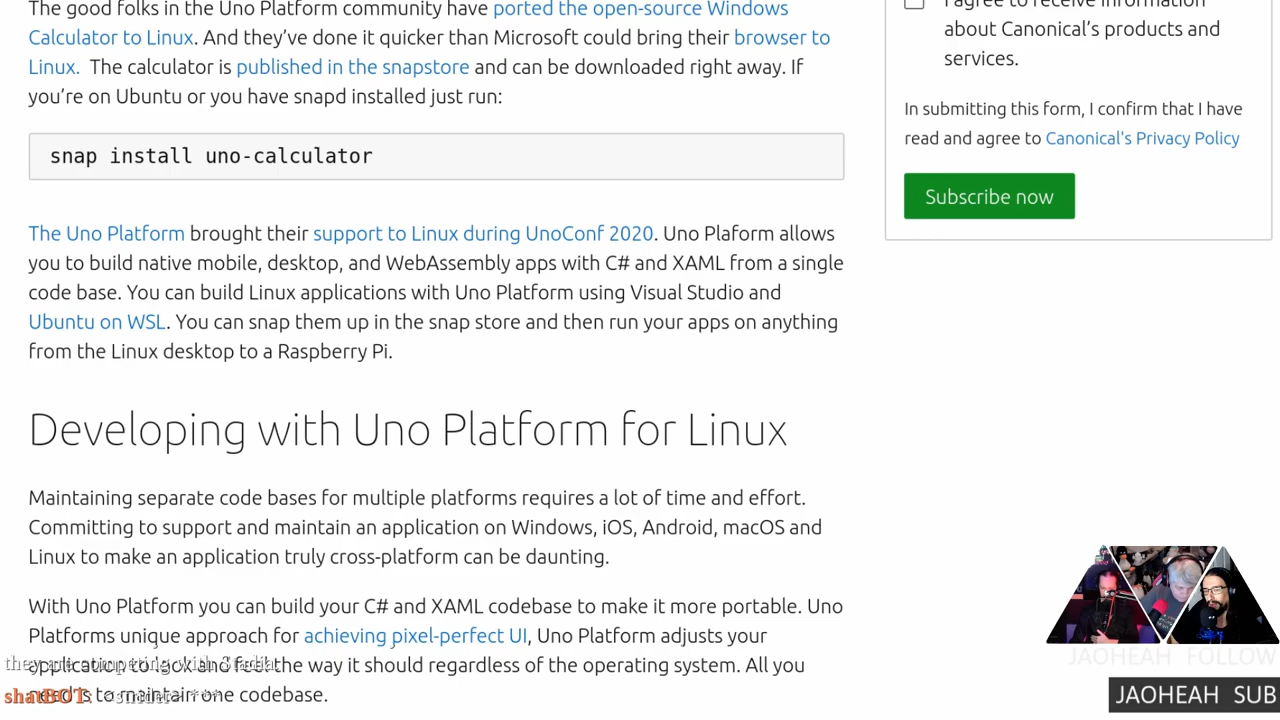 The good folks in the Uno Platform community have ported the open-source Windows
Calculator to Linux. And they've done it quicker than Microsoft could bring their browser to
Linux.  The calculator is published in the snapstore and can be downloaded right away. If
you're on Ubuntu or you have snapd installed just run:
snap install uno-calculator
The Uno Platform brought their support to Linux during UnoConf 2020. Uno Plaform allows
you to build native mobile, desktop, and WebAssembly apps with C# and XAML from a single
code base. You can build Linux applications with Uno Platform using Visual Studio and
Ubuntu on WSL. You can snap them up in the snap store and then run your apps on anything
from the Linux desktop to a Raspberry Pi.
Developing with Uno Platform for Linux
Maintaining separate code bases for multiple platforms requires a lot of time and effort.
Committing to support and maintain an application on Windows, iOS, Android, macOS and
Linux to make an application truly cross-platform can be daunting.
With Uno Platform you can build your C# and XAML codebase to make it more portable. Uno
Platforms unique approach for achieving pixel-perfect UI, Uno Platform adjusts your
application to look and feel the way it should regardless of the operating system. All you
need is to maintain one codebase.
they are competing with Stadia
shatBOT:
I agree to receive information
about Canonical's products and
services.
In submitting this form, I confirm that I have
read and agree to Canonical's Privacy Policy
Subscribe now
JAOHEAH FOLLOW
JAOHEAH SUB